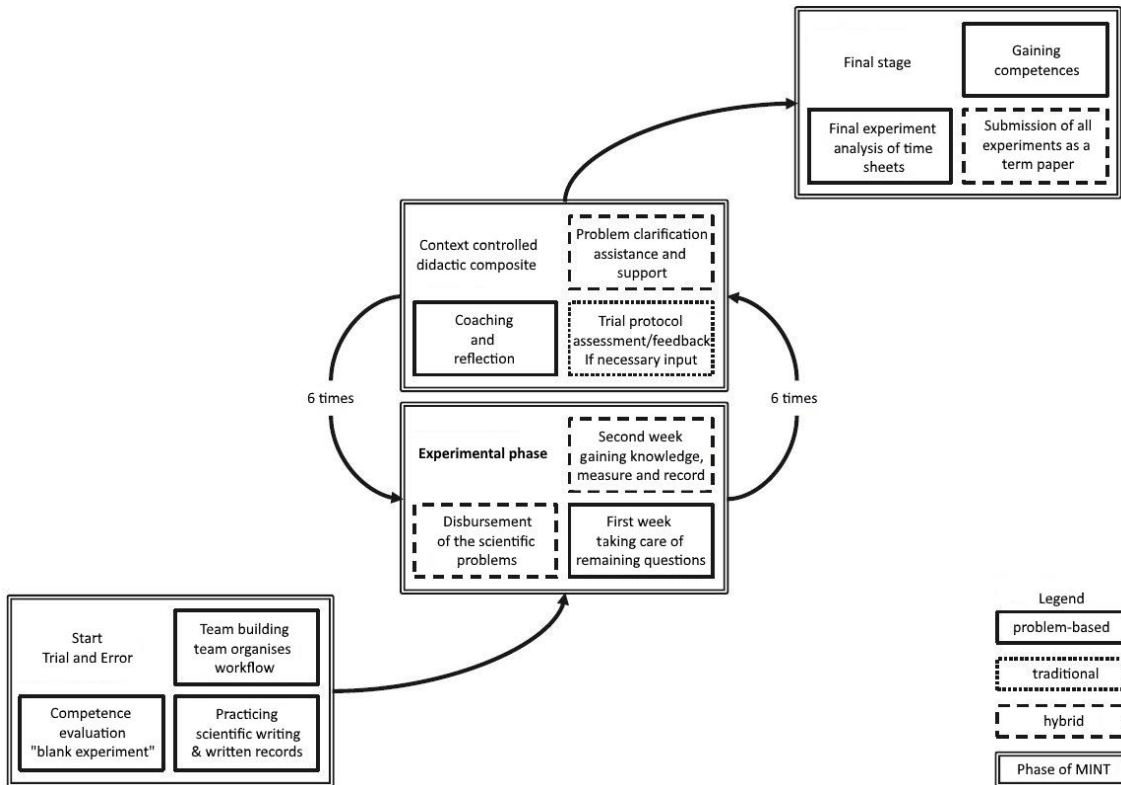 Final stage
Gaining
competences
Final experiment
analysis of time
sheets
Submission of all
experiments as a
term paper
Context controlled
didactic composite
Problem clarification
assistance and
support
Coaching
and
reflection
Trial protocol
assessment/feedback
If necessary input
6 times
6 times
Experimental phase
Second week
gaining knowledge,
measure and record
Disbursement
of the scientific
problems
First week
taking care of
remaining questions
Start
Trial and Error
Team building
team organises
workflow
Competence
evaluation
"blank experiment"
Practicing
scientific writing
& written records
Legend
problem-based
traditional
hybrid
Phase of MINT